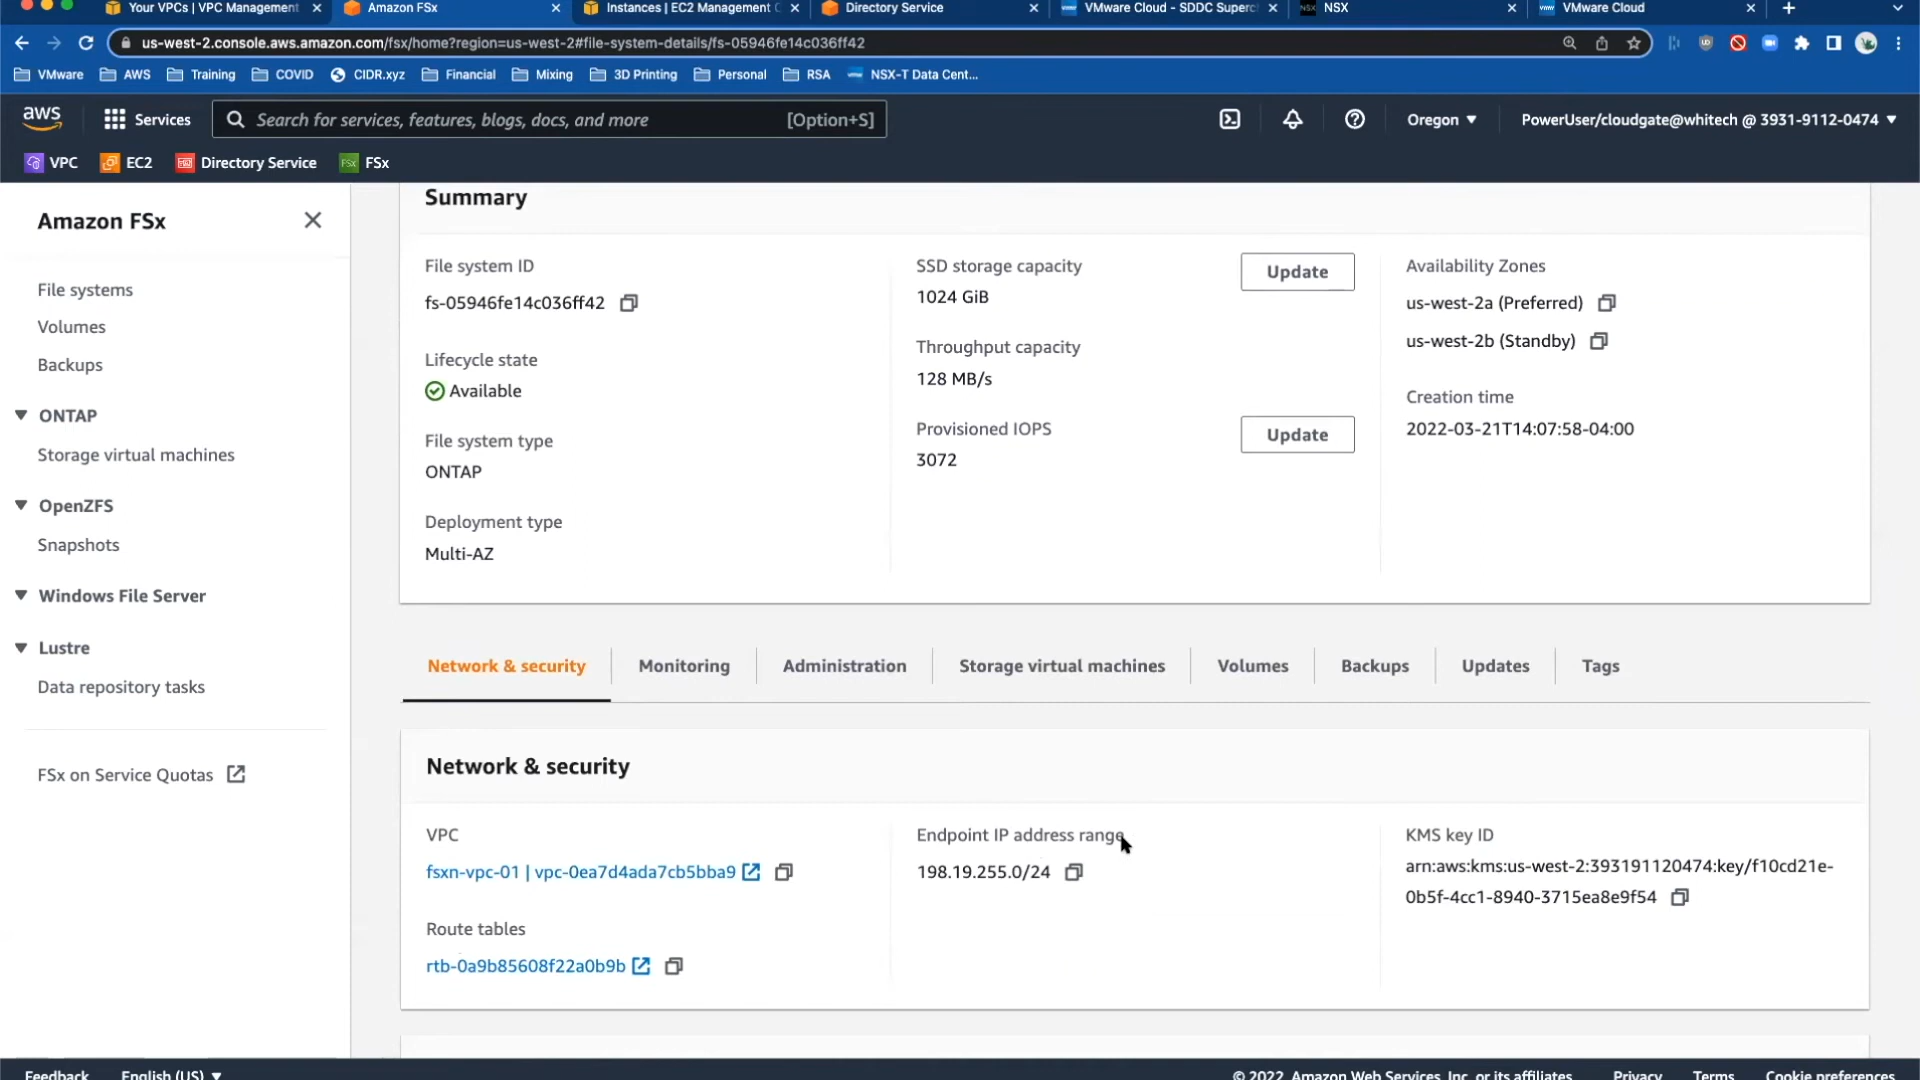 Your VPCs | VPC Management
Amazon FSx
Instances | EC2 Management C
Directory Service
VMware Cloud - SDDC Superc
NSX
VMware Cloud
us-west-2.console.aws.amazon.com/fsx/home?region=us-west-2#file-system-details/fs-05946fe14c036ff42
VMware
AWS
Training
COVID
CIDR.xyz
Financial
Mixing
3D Printing
Personal
RSA
NSX-T Data Cent...
aws
Services
Search for services, features, blogs, docs, and more
[Option+S]
Oregon
PowerUser/cloudgate@whitech @ 3931-9112-0474
VPC
EC2
Directory Service
FSx
Amazon FSx
File systems
Volumes
Backups
ONTAP
Storage virtual machines
OpenZFS
Snapshots
Windows File Server
Lustre
Data repository tasks
FSx on Service Quotas
Summary
File system ID
fs-05946fe14c036ff42
Lifecycle state
Available
File system type
ONTAP
Deployment type
Multi-AZ
SSD storage capacity
1024 GiB
Update
Throughput capacity
128 MB/s
Provisioned IOPS
3072
Update
Availability Zones
us-west-2a (Preferred)
us-west-2b (Standby)
Creation time
2022-03-21T14:07:58-04:00
Network & security
Monitoring
Administration
Storage virtual machines
Volumes
Backups
Updates
Tags
Network & security
VPC
fsxn-vpc-01 | vpc-0ea7d4ada7cb5bba9
Route tables
rtb-0a9b85608f22a0b9b
Endpoint IP address range
198.19.255.0/24
KMS key ID
arn:aws:kms:us-west-2:393191120474:key/f10cd21e-
0b5f-4cc1-8940-3715ea8e9f54
Feedback
English (US)
© 2022, Amazon Web Services, Inc. or its affiliates.
Privacy
Terms
Cookie preferences